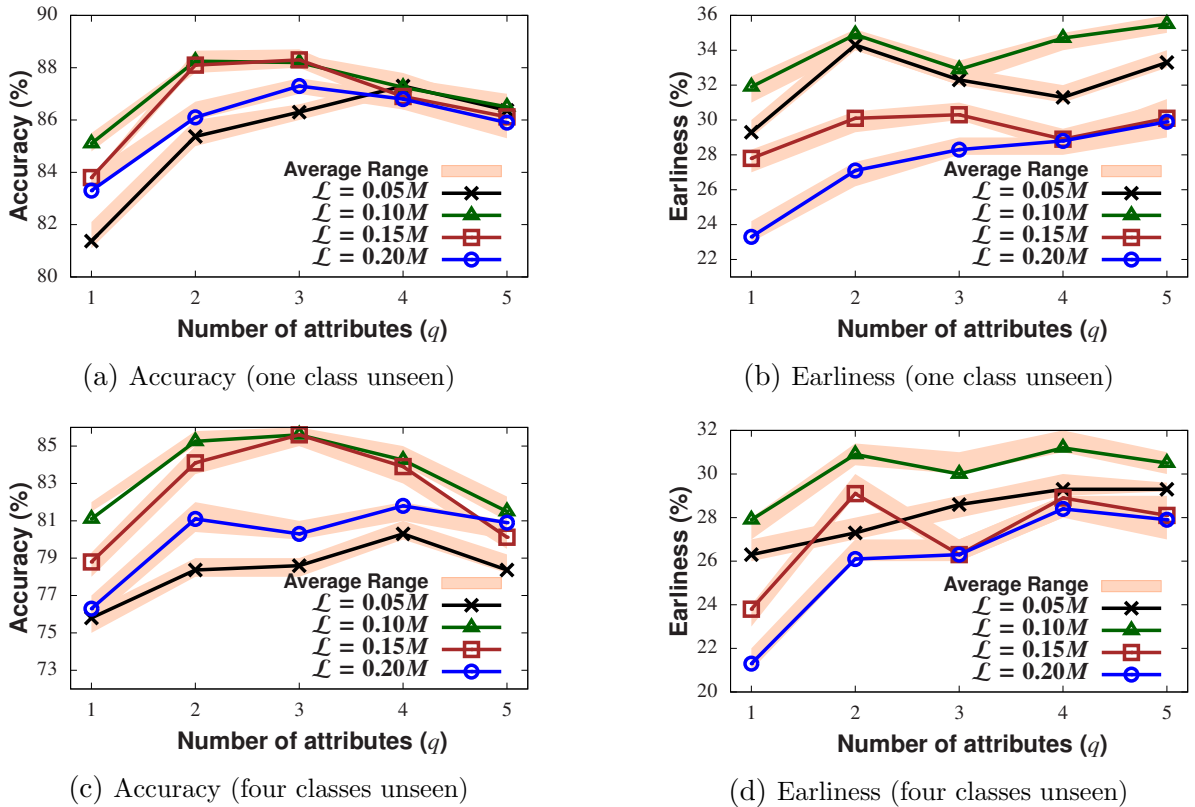 90
88
86
84
82
80
Accuracy (%)
Average Range
ℒ = 0.05M
ℒ = 0.10M
ℒ = 0.15M
ℒ = 0.20M
1 2 3 4 5
Number of attributes (q)
(a) Accuracy (one class unseen)
36
34
32
30
28
26
24
22
Earliness (%)
Average Range
ℒ = 0.05M
ℒ = 0.10M
ℒ = 0.15M
ℒ = 0.20M
1 2 3 4 5
Number of attributes (q)
(b) Earliness (one class unseen)
85
83
81
79
77
75
73
Accuracy (%)
Average Range
ℒ = 0.05M
ℒ = 0.10M
ℒ = 0.15M
ℒ = 0.20M
1 2 3 4 5
Number of attributes (q)
(c) Accuracy (four classes unseen)
32
30
28
26
24
22
20
Earliness (%)
Average Range
ℒ = 0.05M
ℒ = 0.10M
ℒ = 0.15M
ℒ = 0.20M
1 2 3 4 5
Number of attributes (q)
(d) Earliness (four classes unseen)